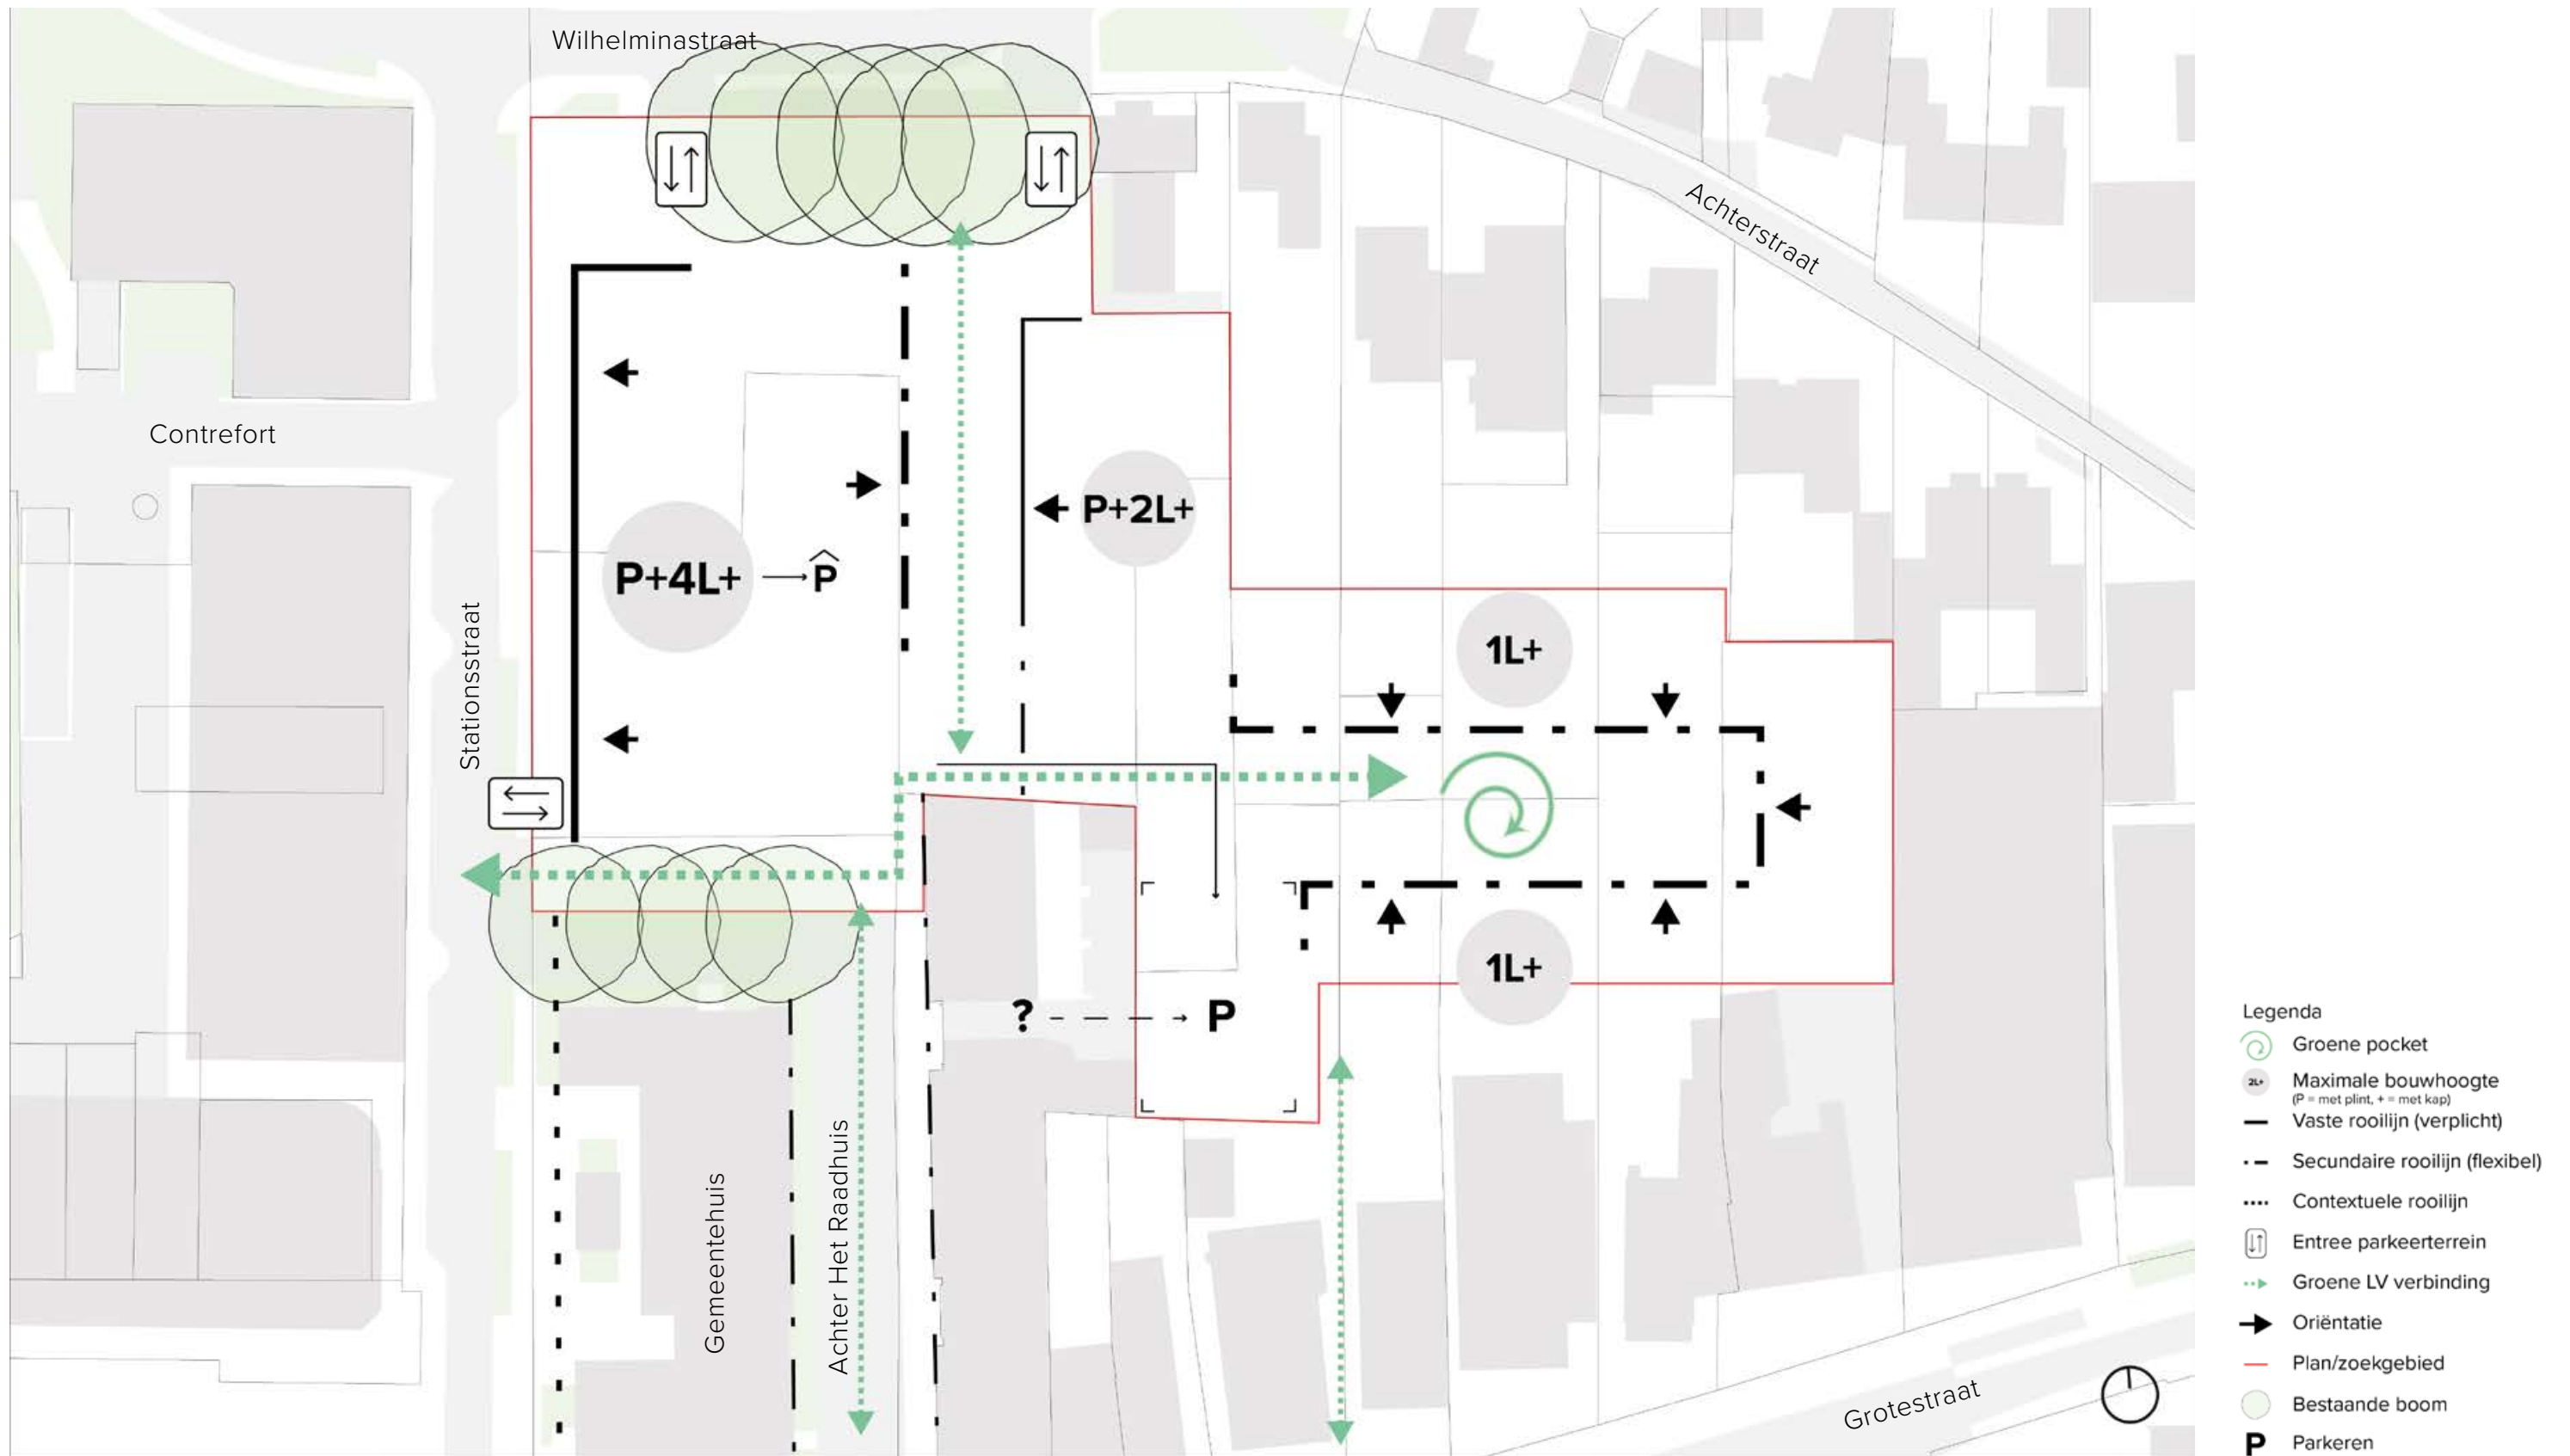 Wilhelminastraat
Achterstraat
Contrefort
P+2L+
P+4L+
P
Stationsstraat
1L+
1L+
?
P
Gemeentehuis
Achter Het Raadhuis
Grotestraat
Legenda
Groene pocket
2L+
Maximale bouwhoogte
(P = met plint, + = met kap)
Vaste rooilijn (verplicht)
Secundaire rooilijn (flexibel)
Contextuele rooilijn
Entree parkeerterrein
Groene LV verbinding
Oriëntatie
Plan/zoekgebied
Bestaande boom
P Parkeren